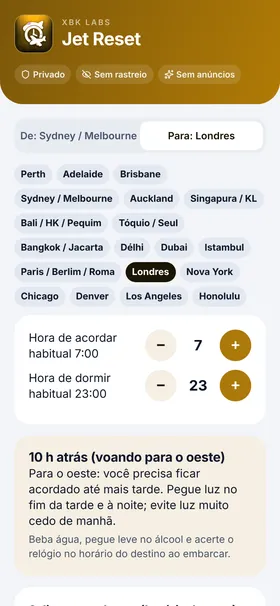 XBK LABS
Jet Reset
Privado
Sem rastreio
Sem anúncios
De: Sydney / Melbourne
Para: Londres
Perth
Adelaide
Brisbane
Sydney / Melbourne
Auckland
Singapura / KL
Bali / HK / Pequim
Tóquio / Seul
Bangkok / Jacarta
Délhi
Dubai
Istambul
Paris / Berlim / Roma
Londres
Nova York
Chicago
Denver
Los Angeles
Honolulu
Hora de acordar
habitual 7:00
− 7 +
Hora de dormir
habitual 23:00
− 23 +
10 h atrás (voando para o oeste)
Para o oeste: você precisa ficar
acordado até mais tarde. Pegue luz no
fim da tarde e à noite; evite luz muito
cedo de manhã.
Beba água, pegue leve no álcool e acerte o
relógio no horário do destino ao embarcar.